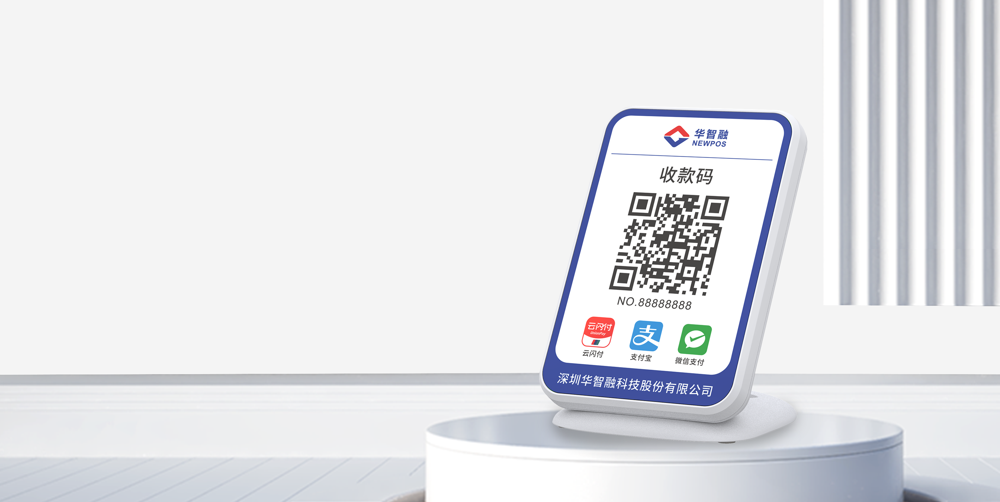 华智融
NEWPOS
收款码
NO.88888888
云闪付
UnionPay
云闪付
支付宝
微信支付
深圳华智融科技股份有限公司